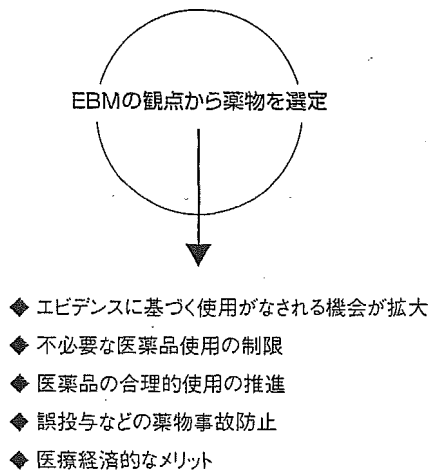 EBMの観点から薬物を選定
◆ エビデンスに基づく使用がなされる機会が拡大
◆ 不必要な医薬品使用の制限
◆ 医薬品の合理的使用の推進
◆ 誤投与などの薬物事故防止
◆ 医療経済的なメリット